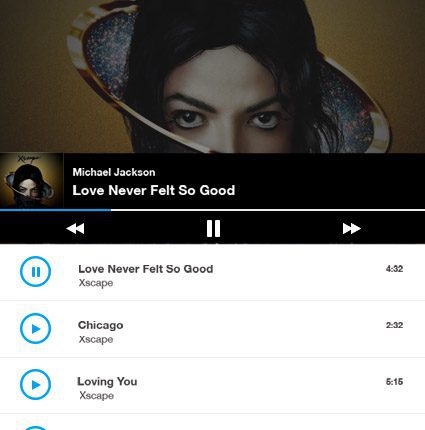 Xscape
Michael Jackson
Love Never Felt So Good
Love Never Felt So Good
4:32
Xscape
Chicago
2:32
Xscape
Loving You
5:15
Xscape